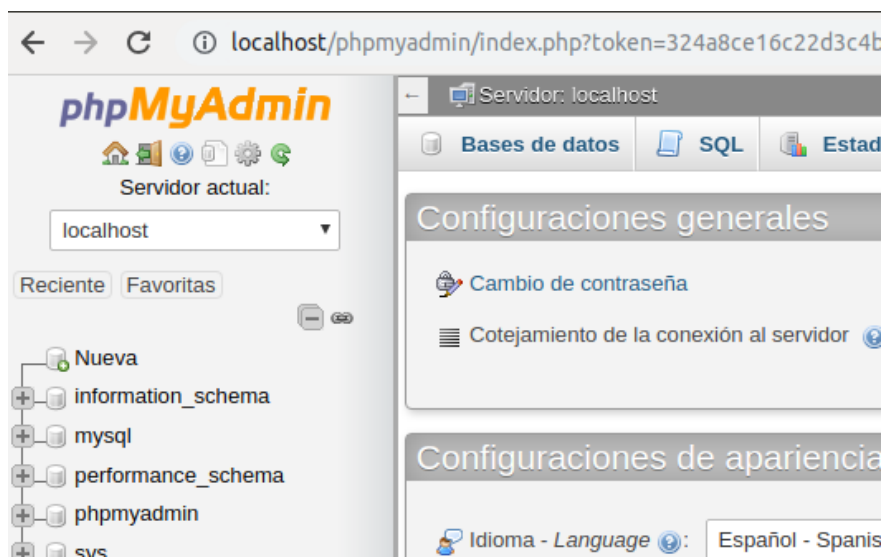 localhost/phpmyadmin/index.php?token=324a8ce16c22d3c4b
phpMyAdmin
Servidor actual:
localhost
Reciente Favoritas
Nueva
information_schema
mysql
performance_schema
phpmyadmin
sys
Servidor: localhost
Bases de datos SQL Estad
Configuraciones generales
Cambio de contraseña
Cotejamiento de la conexión al servidor
Configuraciones de apariencia
Idioma - Language : Español - Spanis